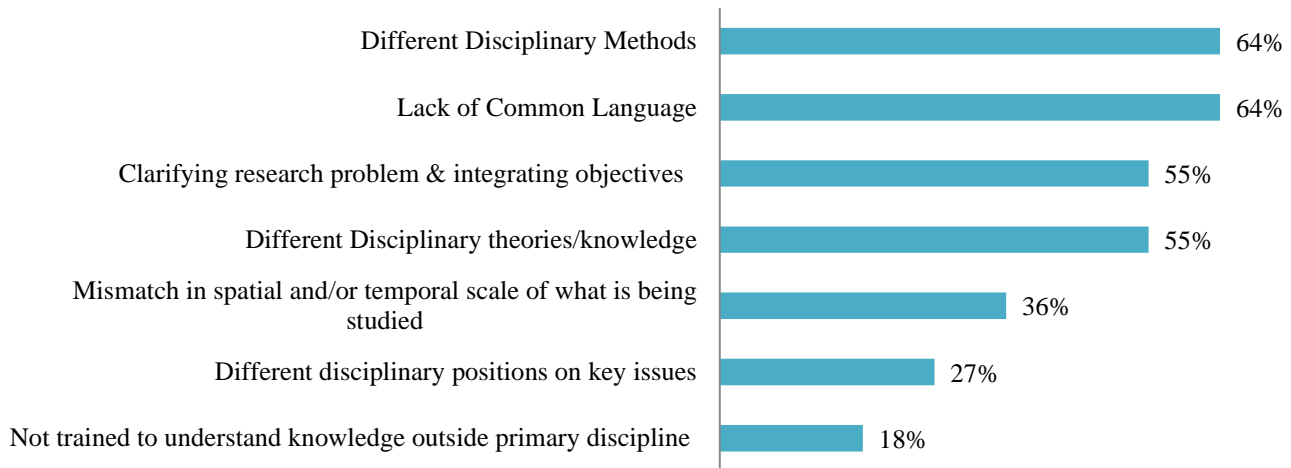 Different Disciplinary Methods 64%
Lack of Common Language 64%
Clarifying research problem & integrating objectives 55%
Different Disciplinary theories/knowledge 55%
Mismatch in spatial and/or temporal scale of what is being
studied 36%
Different disciplinary positions on key issues 27%
Not trained to understand knowledge outside primary discipline 18%